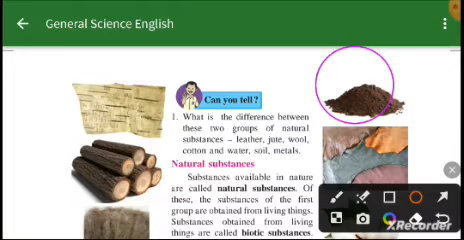 General Science English
Can you tell?
1. What is the difference between
these two groups of natural
substances – leather, jute, wool,
cotton and water, soil, metals.
Natural substances
Substances available in nature
are called natural substances. Of
these, the substances of the first
group are obtained from living things.
Substances obtained from living
things are called biotic substances.
XRecorder